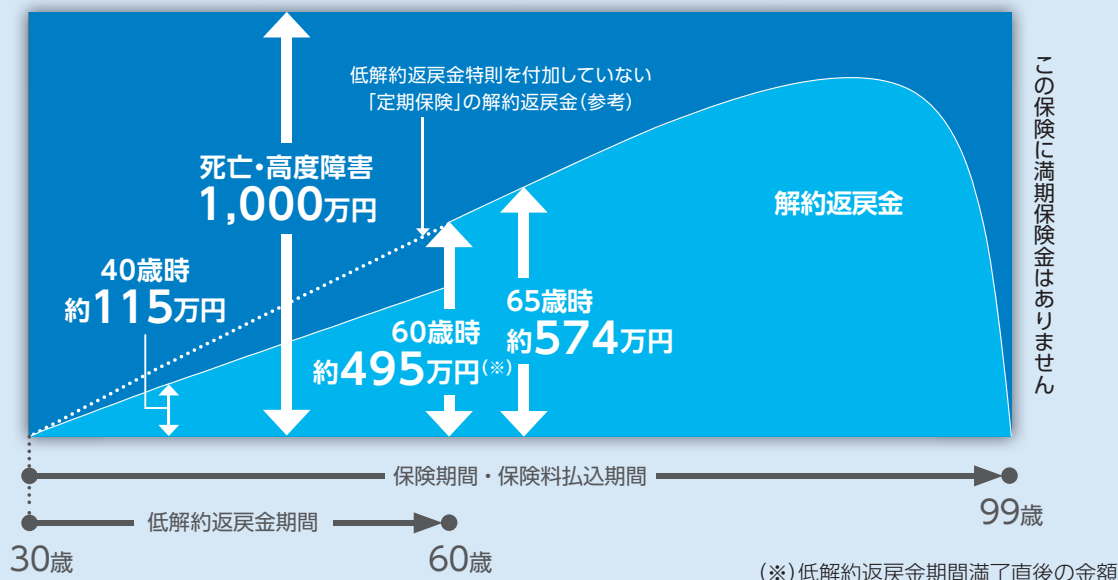 低解約返戻金特則を付加していない
「定期保険」の解約返戻金(参考)
死亡・高度障害
1,000万円
40歳時
約115万円
60歳時
約495万円(※)
65歳時
約574万円
解約返戻金
この保険に満期保険金はありません
保険期間・保険料払込期間
低解約返戻金期間
30歳
60歳
99歳
(※)低解約返戻金期間満了直後の金額